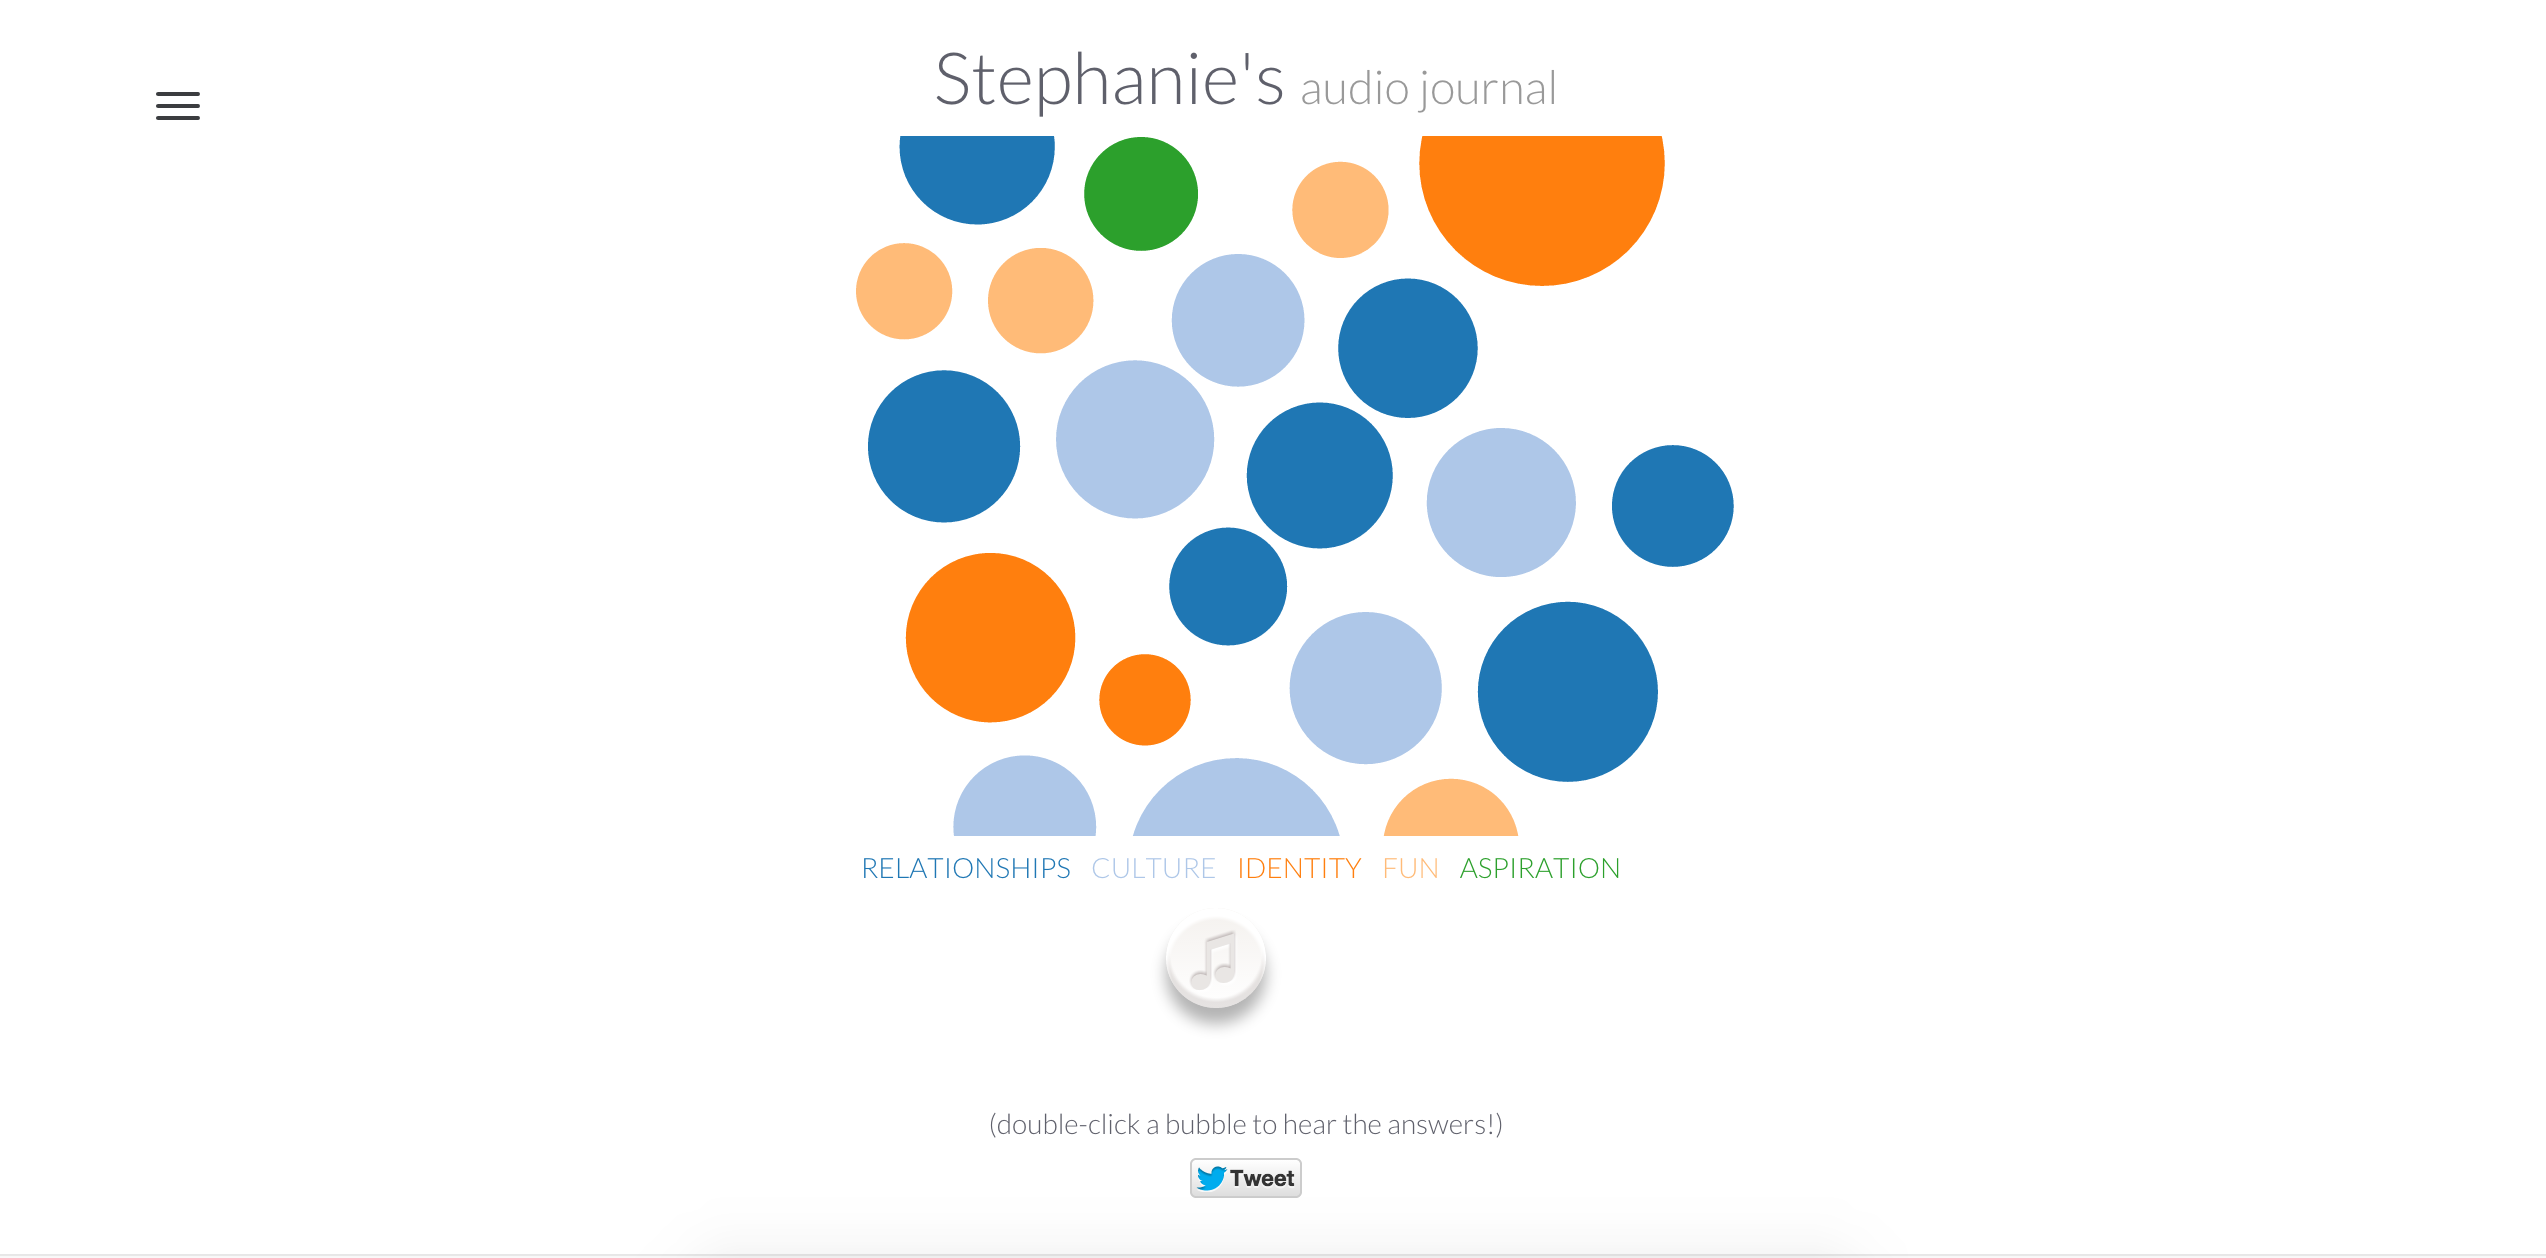 Stephanie's audio journal
RELATIONSHIPS CULTURE IDENTITY FUN ASPIRATION
(double-click a bubble to hear the answers!)
Tweet